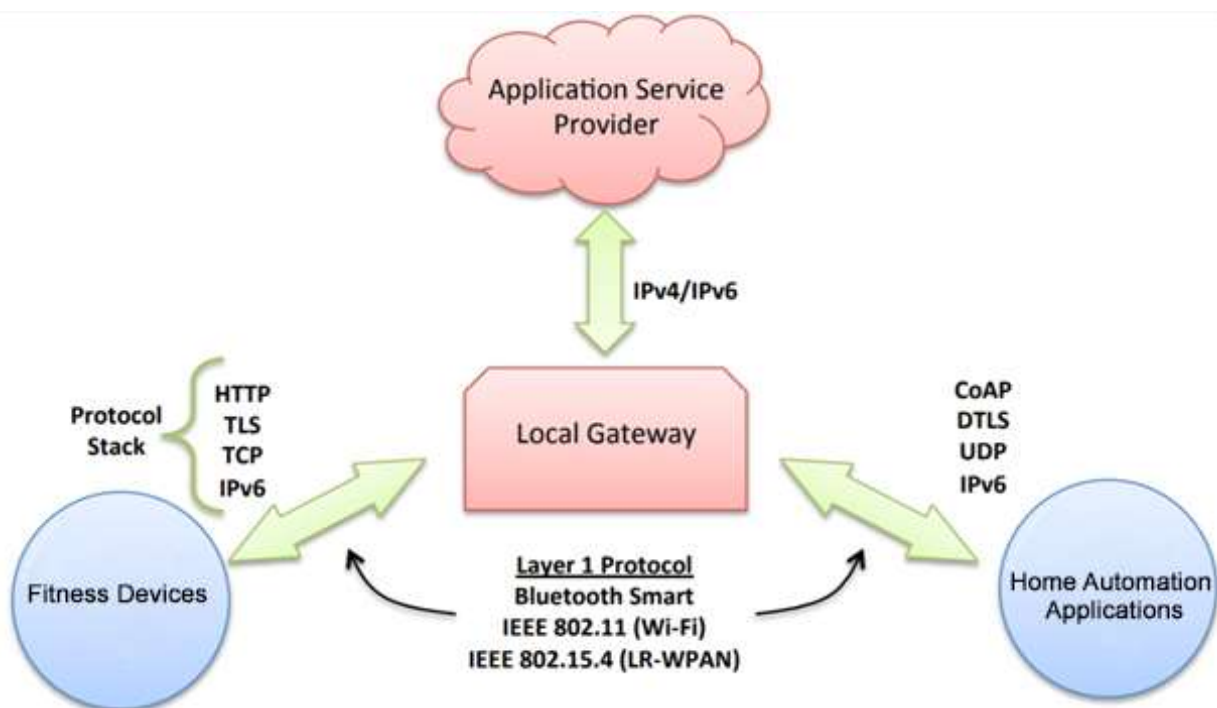 Application Service
Provider
IPv4/IPv6
Protocol
Stack
HTTP
TLS
TCP
IPv6
Local Gateway
CoAP
DTLS
UDP
IPv6
Fitness Devices
Layer 1 Protocol
Bluetooth Smart
IEEE 802.11 (Wi-Fi)
IEEE 802.15.4 (LR-WPAN)
Home Automation
Applications